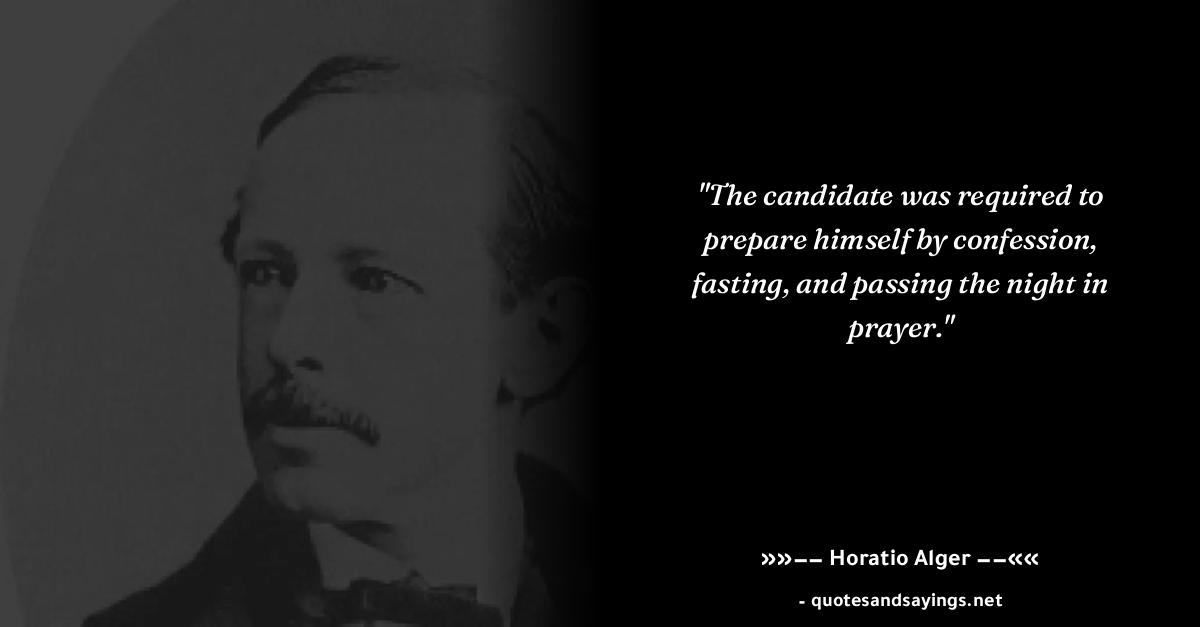 "The candidate was required to
prepare himself by confession,
fasting, and passing the night in
prayer."
»»―― Horatio Alger ――««
- quotesandsayings.net